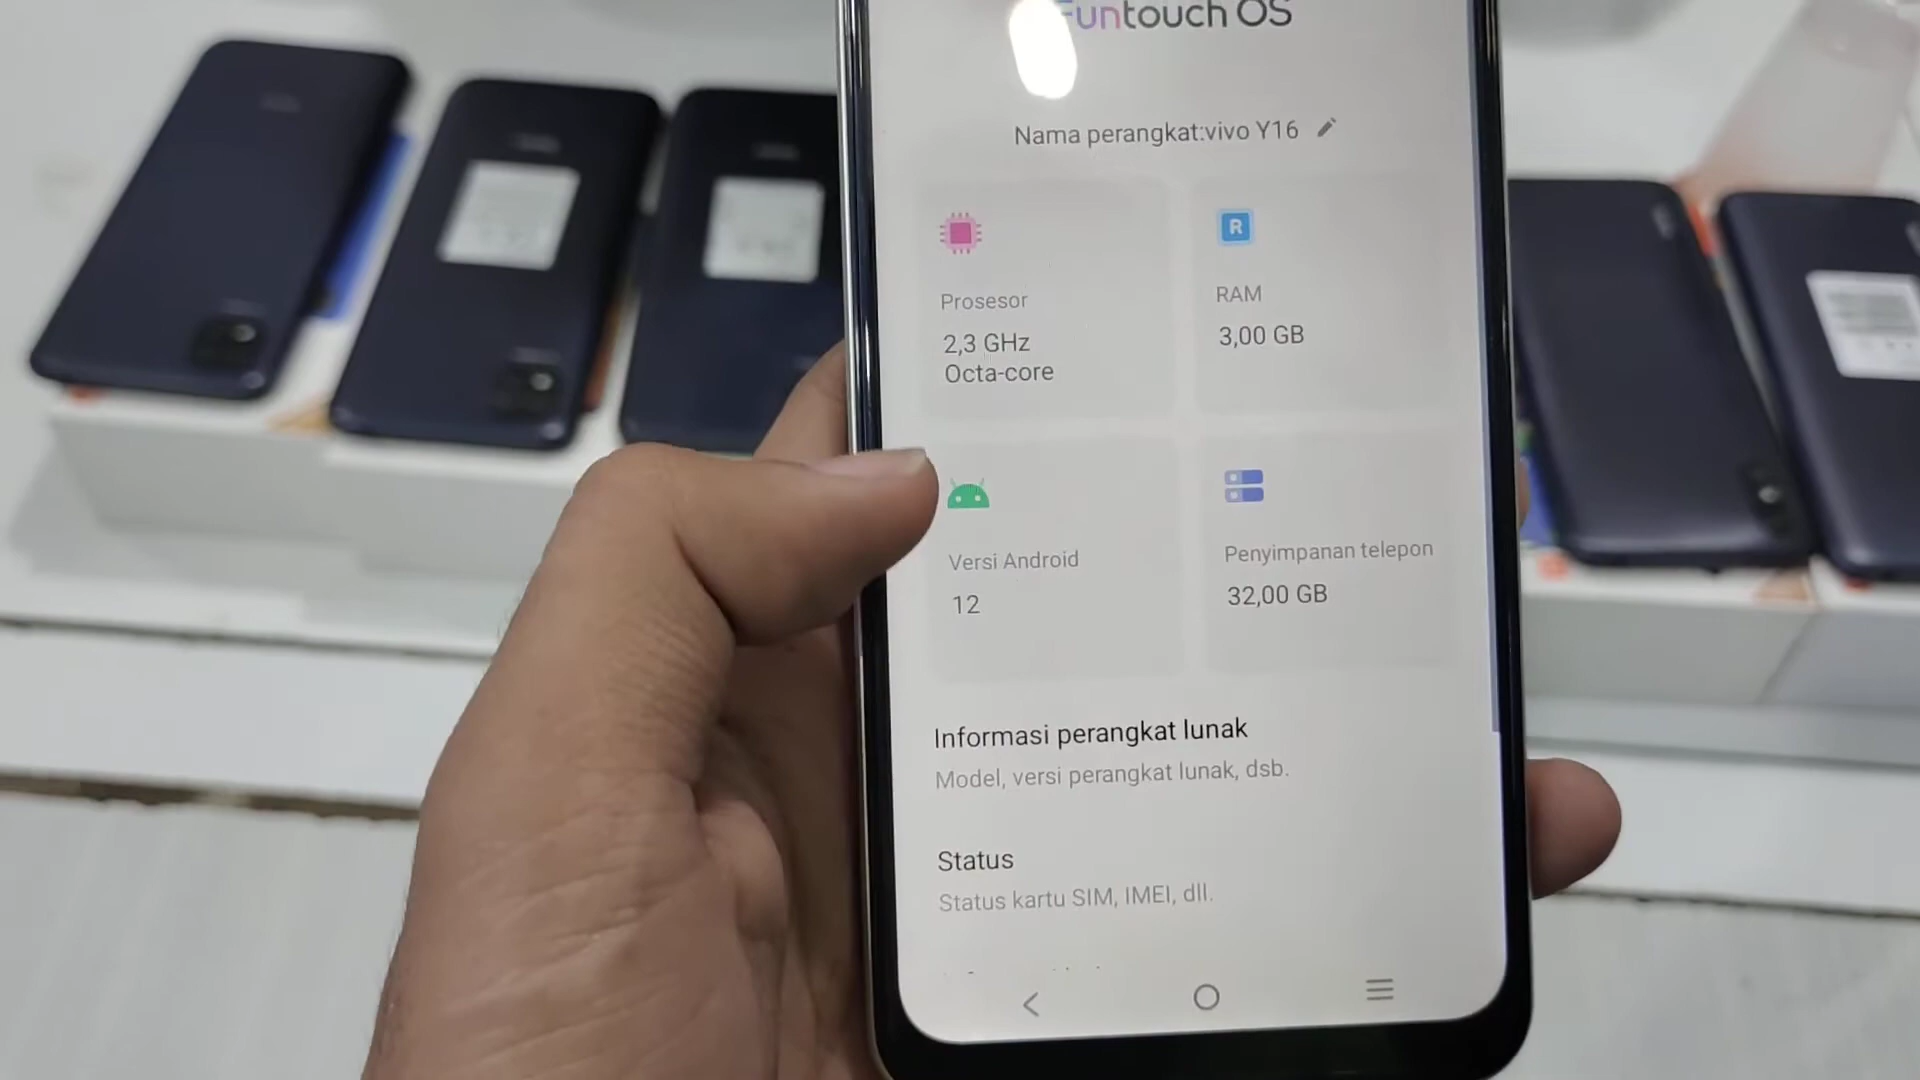 Funtouch OS
Nama perangkat:vivo Y16
Prosesor
2,3 GHz
Octa-core
RAM
R
3,00 GB
Versi Android
12
Penyimpanan telepon
32,00 GB
Informasi perangkat lunak
Model, versi perangkat lunak, dsb.
Status
Status kartu SIM, IMEI, dll.